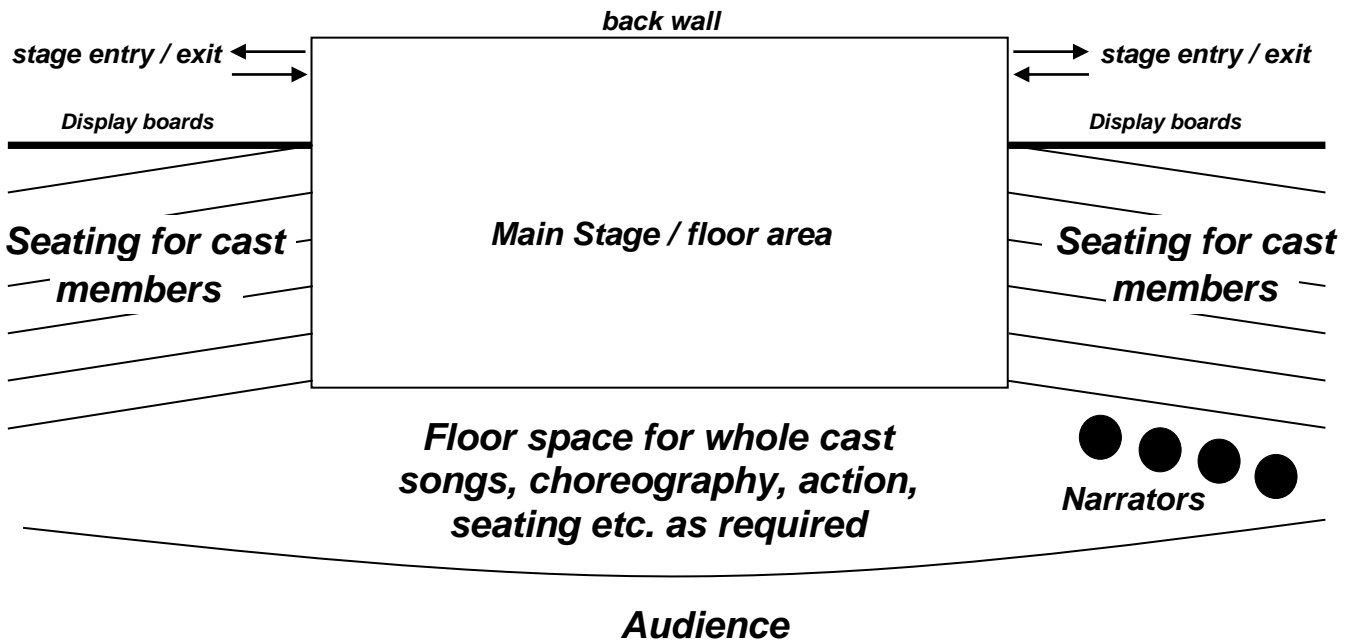 back wall
stage entry / exit
stage entry / exit
Display boards
Display boards
Seating for cast
members
Main Stage / floor area
Seating for cast
members
Floor space for whole cast
songs, choreography, action,
seating etc. as required
Narrators
Audience